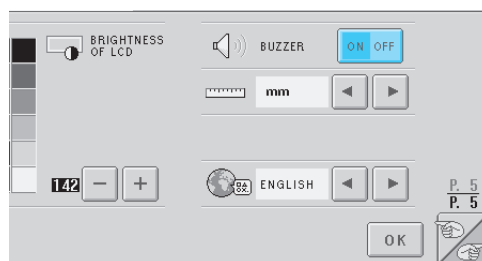 BRIGHTNESS
OF LCD
BUZZER
ON OFF
mm
142
− +
ENGLISH
P. 5
P. 5
OK